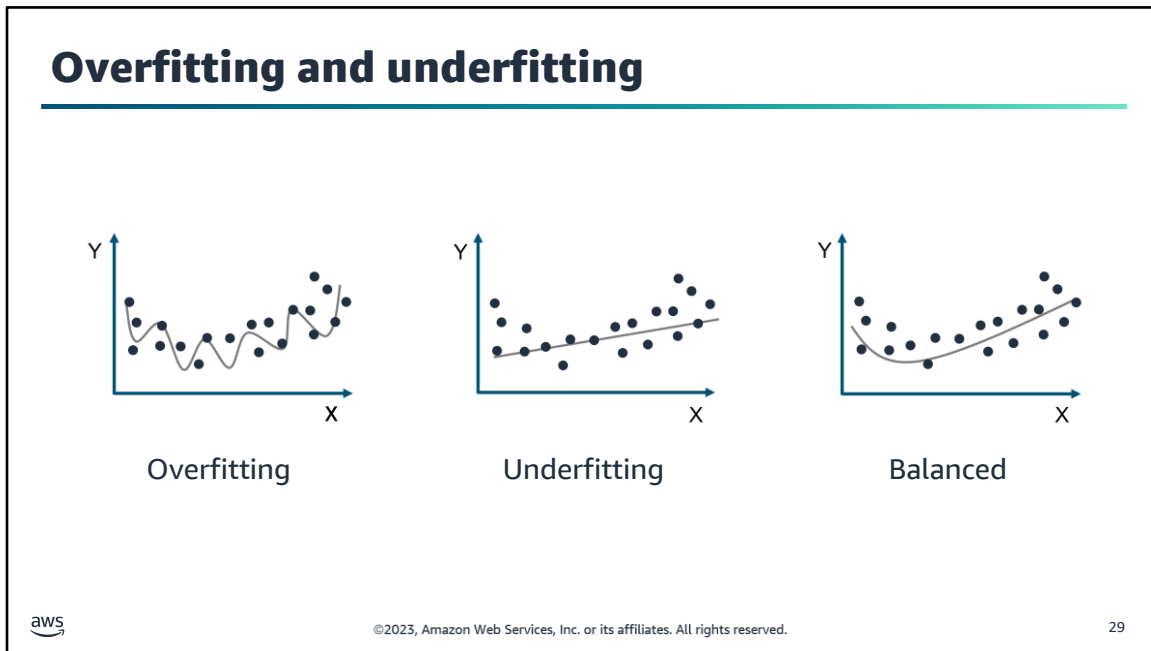 Overfitting and underfitting
Y
X
Overfitting
Y
X
Underfitting
Y
X
Balanced
aws
©2023, Amazon Web Services, Inc. or its affiliates. All rights reserved.
29